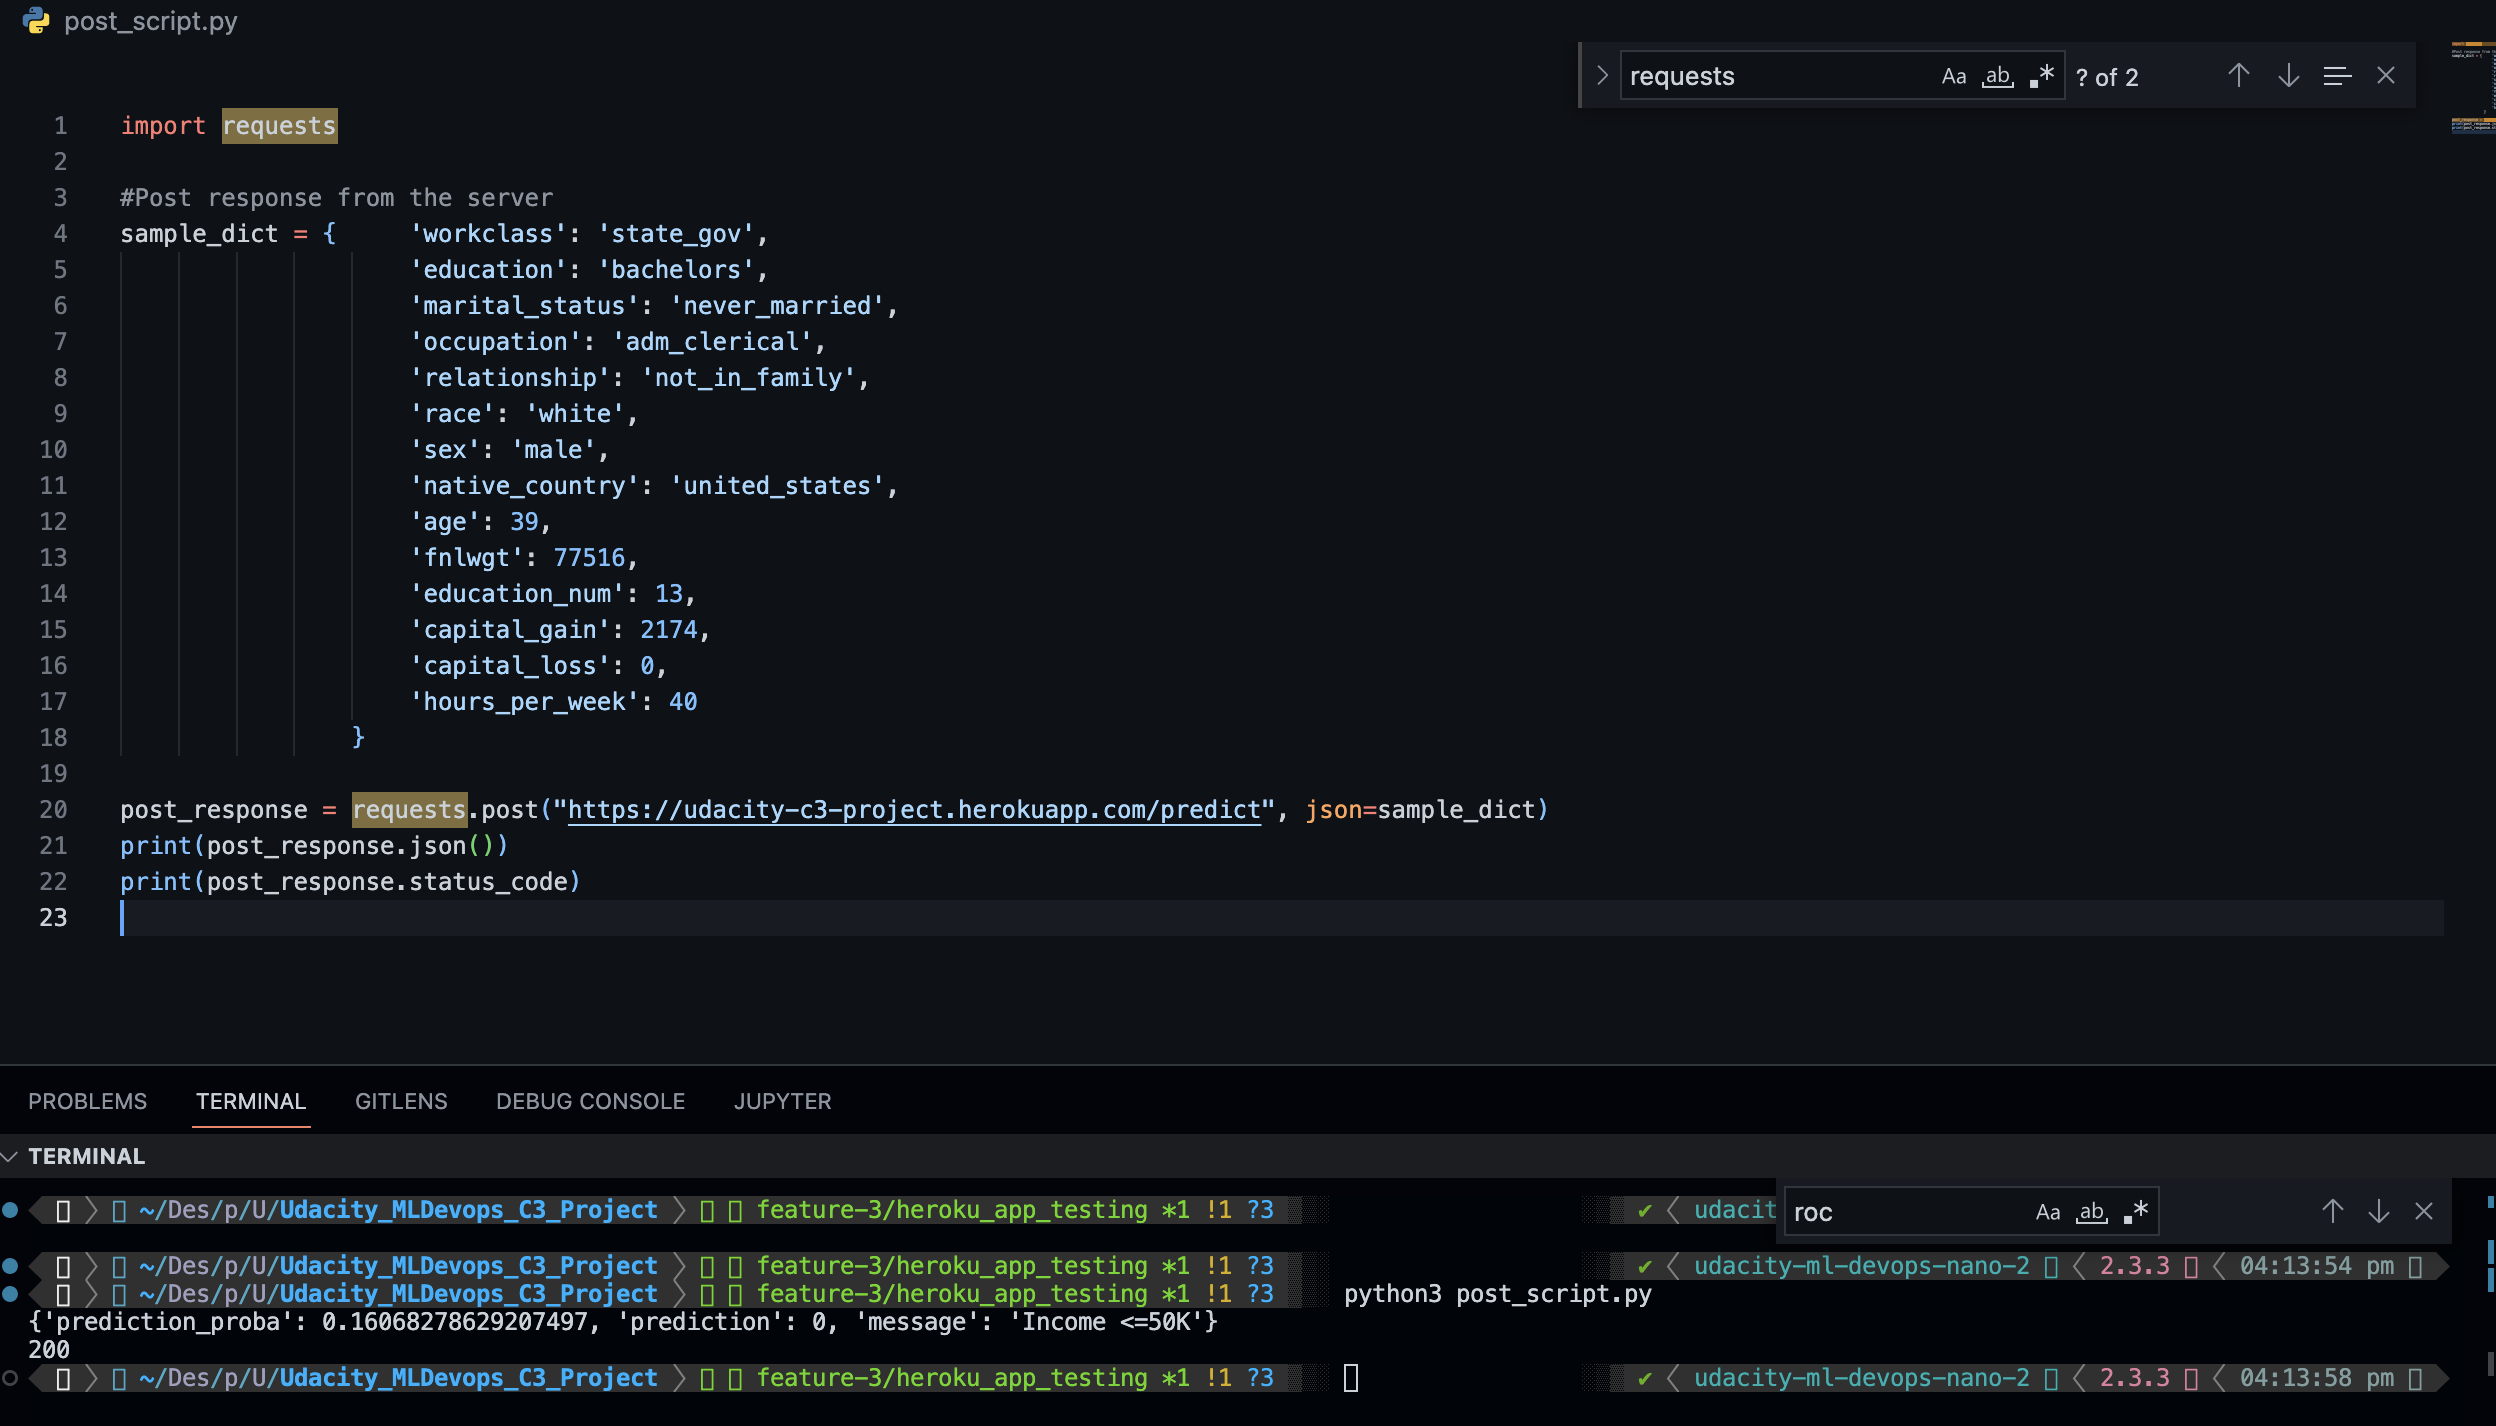 post_script.py
requests Aa ab .* ? of 2
1 import requests
2
3 #Post response from the server
4 sample_dict = { 'workclass': 'state_gov',
5 'education': 'bachelors',
6 'marital_status': 'never_married',
7 'occupation': 'adm_clerical',
8 'relationship': 'not_in_family',
9 'race': 'white',
10 'sex': 'male',
11 'native_country': 'united_states',
12 'age': 39,
13 'fnlwgt': 77516,
14 'education_num': 13,
15 'capital_gain': 2174,
16 'capital_loss': 0,
17 'hours_per_week': 40
18 }
19
20 post_response = requests.post("https://udacity-c3-project.herokuapp.com/predict", json=sample_dict)
21 print(post_response.json())
22 print(post_response.status_code)
23
PROBLEMS TERMINAL GITLENS DEBUG CONSOLE JUPYTER
TERMINAL
~/Des/p/U/Udacity_MLDevops_C3_Project feature-3/heroku_app_testing *1 !1 ?3 ✔ udacit
roc Aa ab .*
~/Des/p/U/Udacity_MLDevops_C3_Project feature-3/heroku_app_testing *1 !1 ?3 ✔ udacity-ml-devops-nano-2 2.3.3 04:13:54 pm
~/Des/p/U/Udacity_MLDevops_C3_Project feature-3/heroku_app_testing *1 !1 ?3 python3 post_script.py
{'prediction_proba': 0.16068278629207497, 'prediction': 0, 'message': 'Income <=50K'}
200
~/Des/p/U/Udacity_MLDevops_C3_Project feature-3/heroku_app_testing *1 !1 ?3 ✔ udacity-ml-devops-nano-2 2.3.3 04:13:58 pm